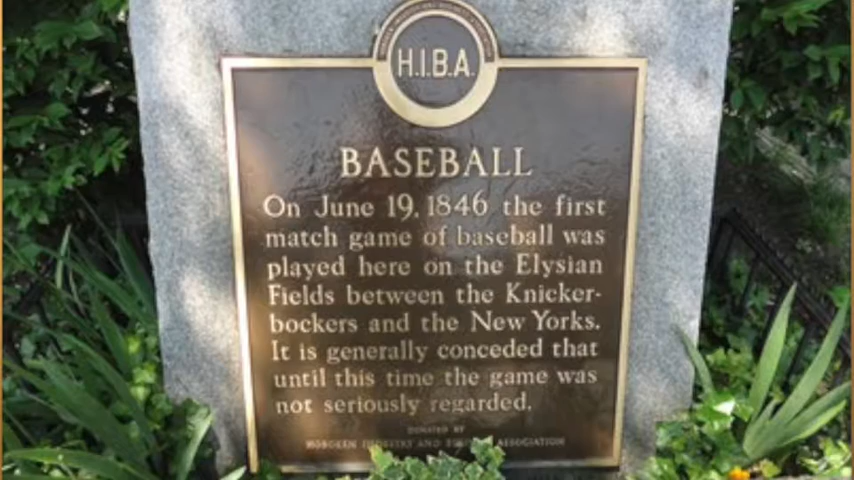 H.I.B.A.
BASEBALL
On June 19, 1846 the first
match game of baseball was
played here on the Elysian
Fields between the Knicker-
bockers and the New Yorks.
It is generally conceded that
until this time the game was
not seriously regarded.
DONATED BY
HOBOKEN INDUSTRY AND BUSINESS ASSOCIATION